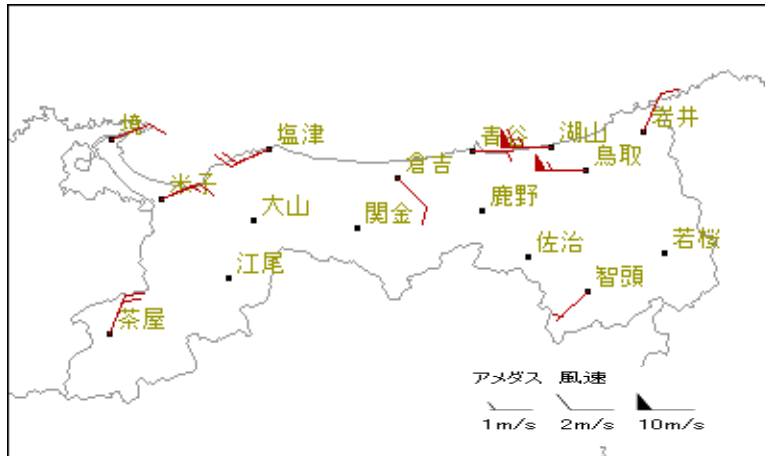 境
塩津
青谷
湖山
岩井
倉吉
鳥取
米子
大山
関金
鹿野
江尾
佐治
若桜
智頭
茶屋
アメダス 風速
1m/s 2m/s 10m/s